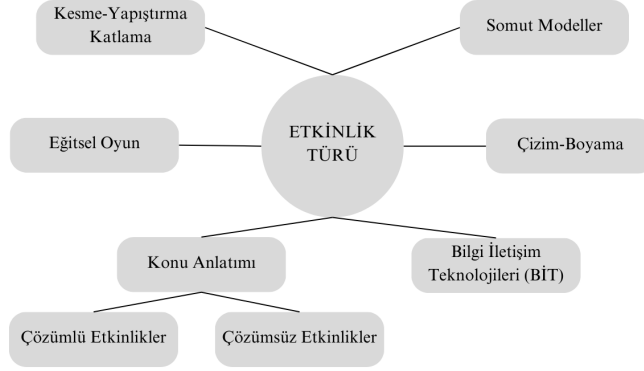 Kesme-Yapıştırma
Katlama
Somut Modeller
ETKİNLİK
TÜRÜ
Eğitsel Oyun
Çizim-Boyama
Konu Anlatımı
Bilgi İletişim
Teknolojileri (BİT)
Çözümlü Etkinlikler
Çözümsüz Etkinlikler